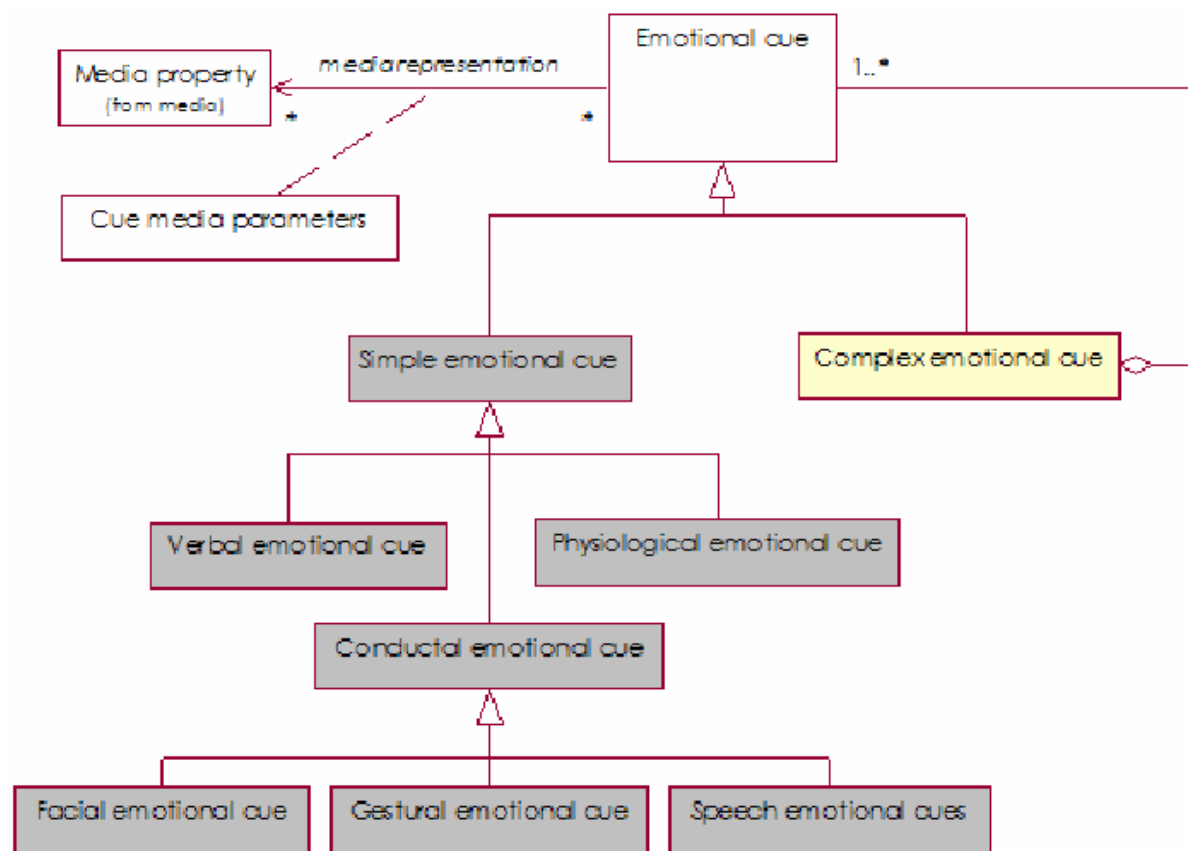 Emotional cue
Media property
(from media)
mediarepresentation
1..*
*
*
Cue media parameters
Simple emotional cue
Complex emotional cue
Verbal emotional cue
Physiological emotional cue
Conductal emotional cue
Facial emotional cue
Gestural emotional cue
Speech emotional cues